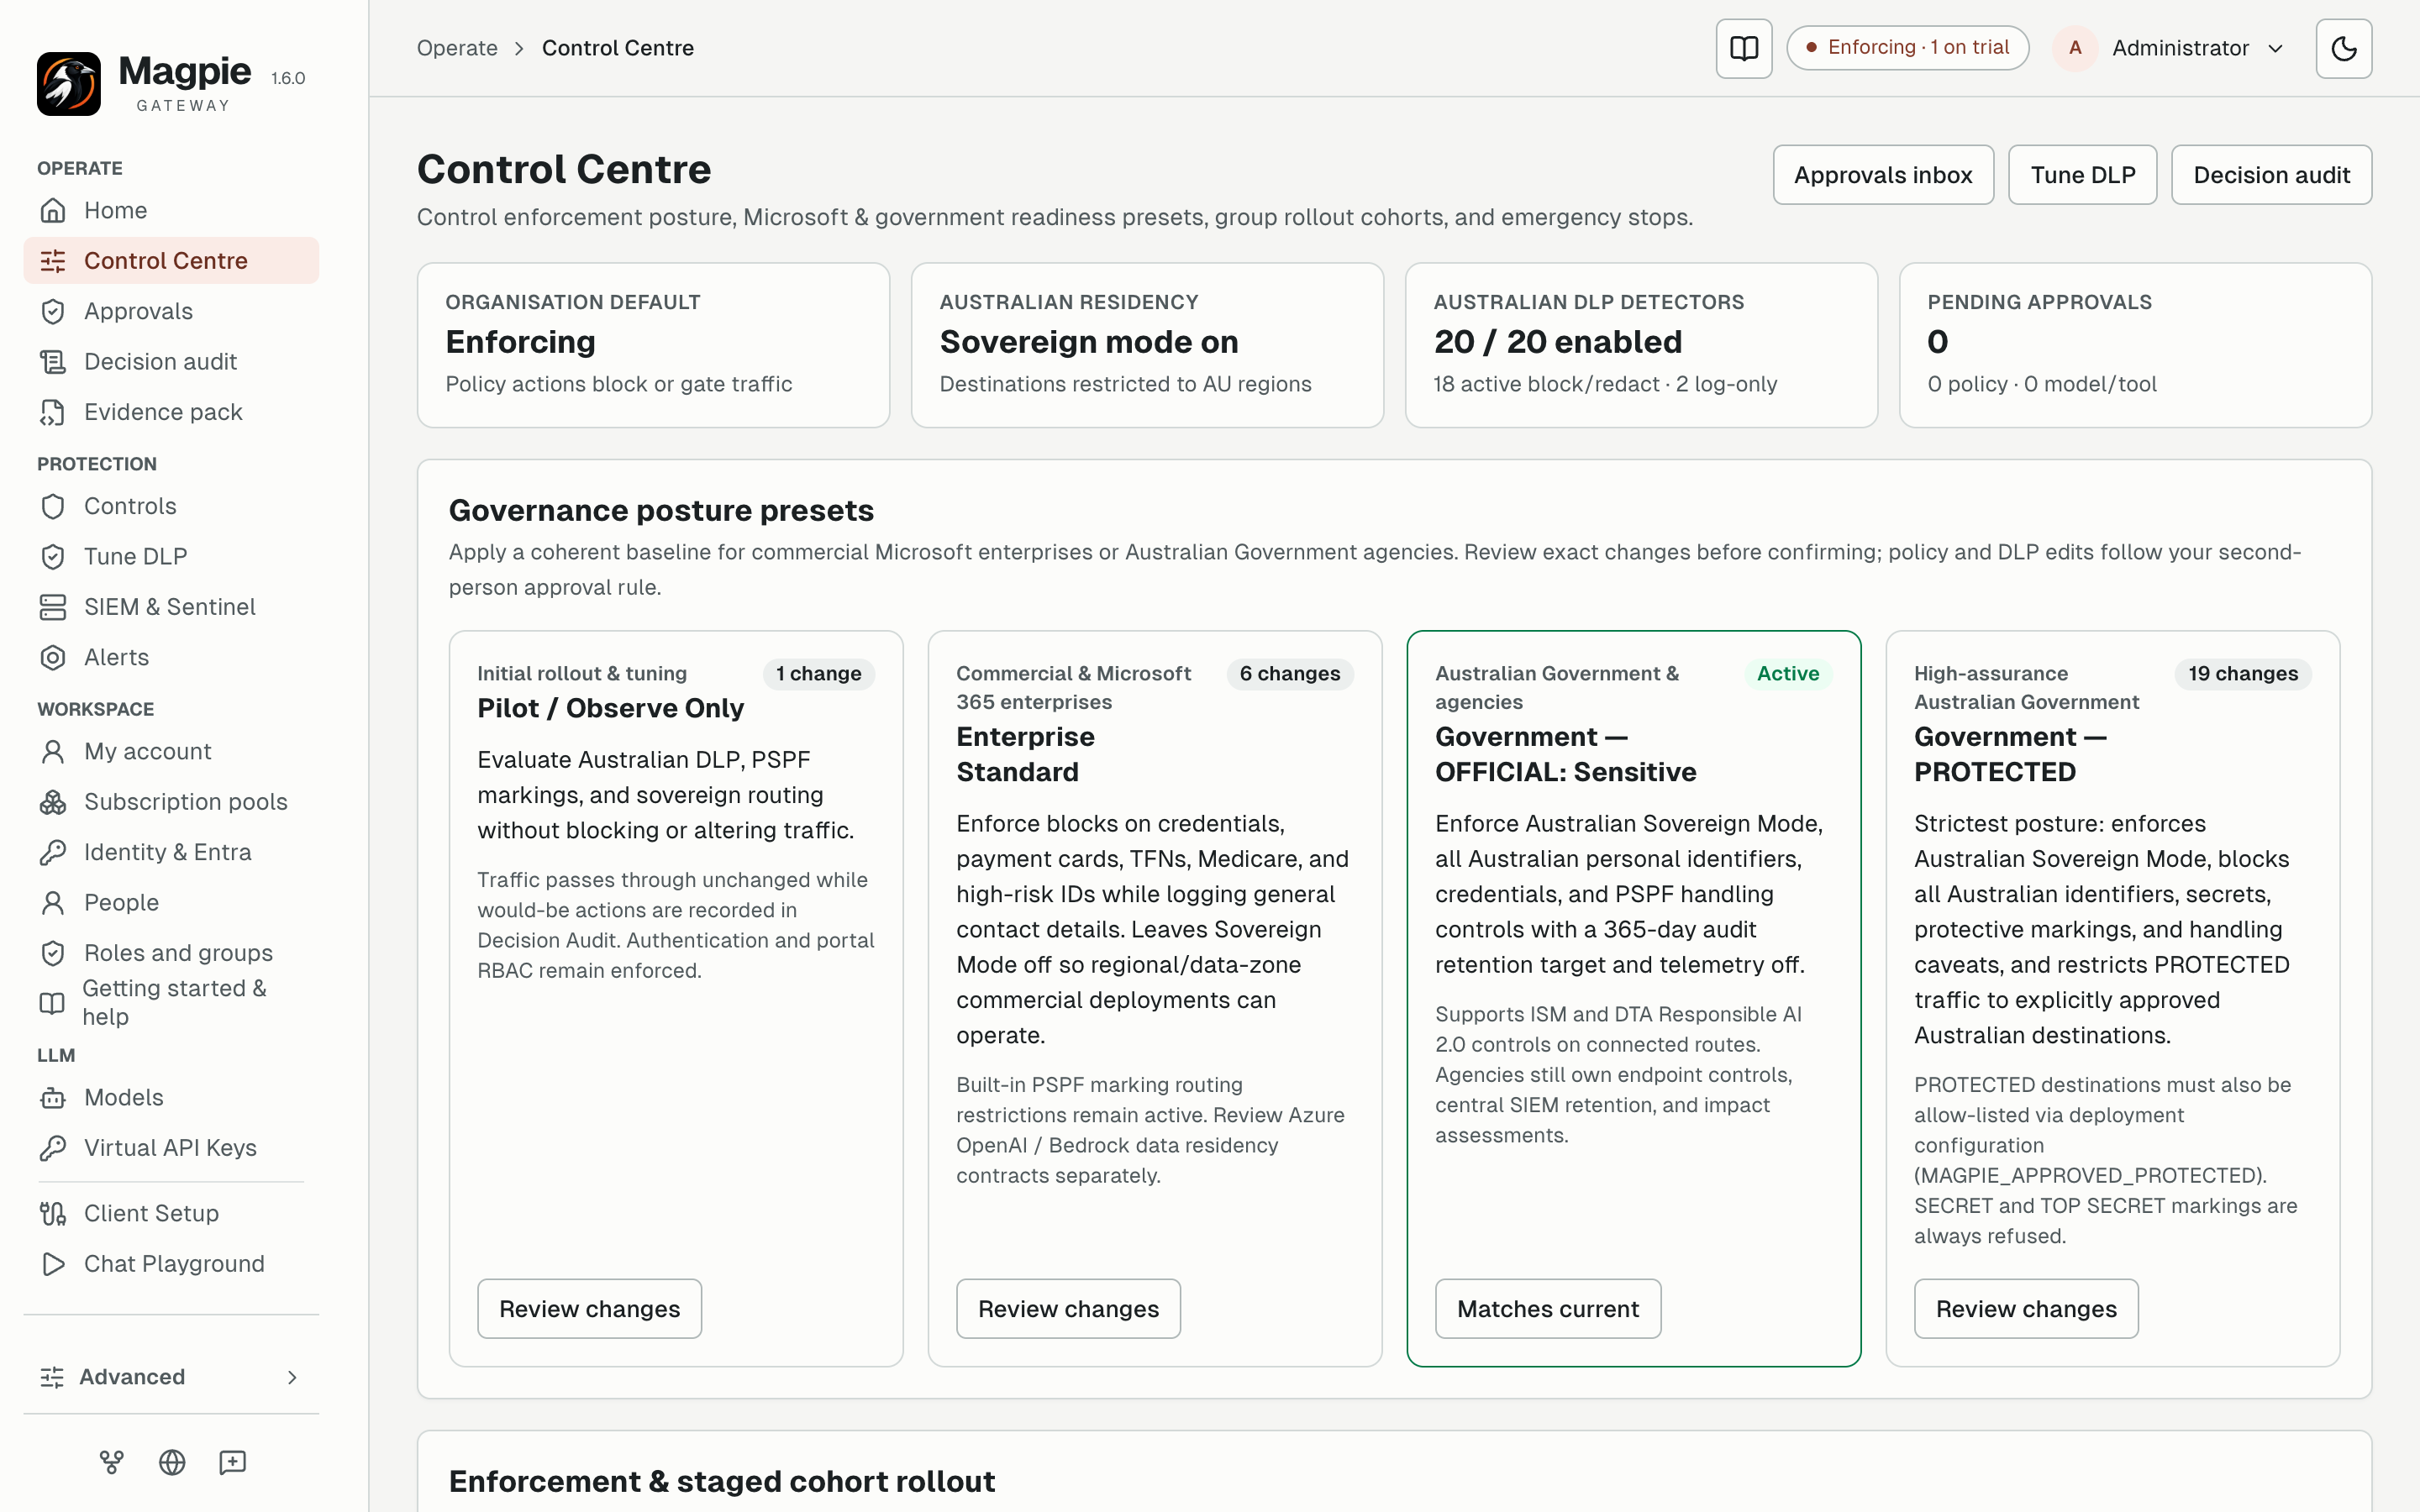 Magpie
1.6.0
GATEWAY
OPERATE
Home
Control Centre
Approvals
Decision audit
Evidence pack
PROTECTION
Controls
Tune DLP
SIEM & Sentinel
Alerts
WORKSPACE
My account
Subscription pools
Identity & Entra
People
Roles and groups
Getting started &
help
LLM
Models
Virtual API Keys
Client Setup
Chat Playground
Advanced
Operate
Control Centre
Enforcing · 1 on trial
A
Administrator
Control Centre
Control enforcement posture, Microsoft & government readiness presets, group rollout cohorts, and emergency stops.
Approvals inbox
Tune DLP
Decision audit
ORGANISATION DEFAULT
Enforcing
Policy actions block or gate traffic
AUSTRALIAN RESIDENCY
Sovereign mode on
Destinations restricted to AU regions
AUSTRALIAN DLP DETECTORS
20 / 20 enabled
18 active block/redact · 2 log-only
PENDING APPROVALS
0
0 policy · 0 model/tool
Governance posture presets
Apply a coherent baseline for commercial Microsoft enterprises or Australian Government agencies. Review exact changes before confirming; policy and DLP edits follow your second-
person approval rule.
Initial rollout & tuning
1 change
Pilot / Observe Only
Evaluate Australian DLP, PSPF
markings, and sovereign routing
without blocking or altering traffic.
Traffic passes through unchanged while
would-be actions are recorded in
Decision Audit. Authentication and portal
RBAC remain enforced.
Review changes
Commercial & Microsoft
365 enterprises
6 changes
Enterprise
Standard
Enforce blocks on credentials,
payment cards, TFNs, Medicare, and
high-risk IDs while logging general
contact details. Leaves Sovereign
Mode off so regional/data-zone
commercial deployments can
operate.
Built-in PSPF marking routing
restrictions remain active. Review Azure
OpenAI / Bedrock data residency
contracts separately.
Review changes
Australian Government &
agencies
Active
Government —
OFFICIAL: Sensitive
Enforce Australian Sovereign Mode,
all Australian personal identifiers,
credentials, and PSPF handling
controls with a 365-day audit
retention target and telemetry off.
Supports ISM and DTA Responsible AI
2.0 controls on connected routes.
Agencies still own endpoint controls,
central SIEM retention, and impact
assessments.
Matches current
High-assurance
Australian Government
19 changes
Government —
PROTECTED
Strictest posture: enforces
Australian Sovereign Mode, blocks
all Australian identifiers, secrets,
protective markings, and handling
caveats, and restricts PROTECTED
traffic to explicitly approved
Australian destinations.
PROTECTED destinations must also be
allow-listed via deployment
configuration
(MAGPIE_APPROVED_PROTECTED).
SECRET and TOP SECRET markings are
always refused.
Review changes
Enforcement & staged cohort rollout